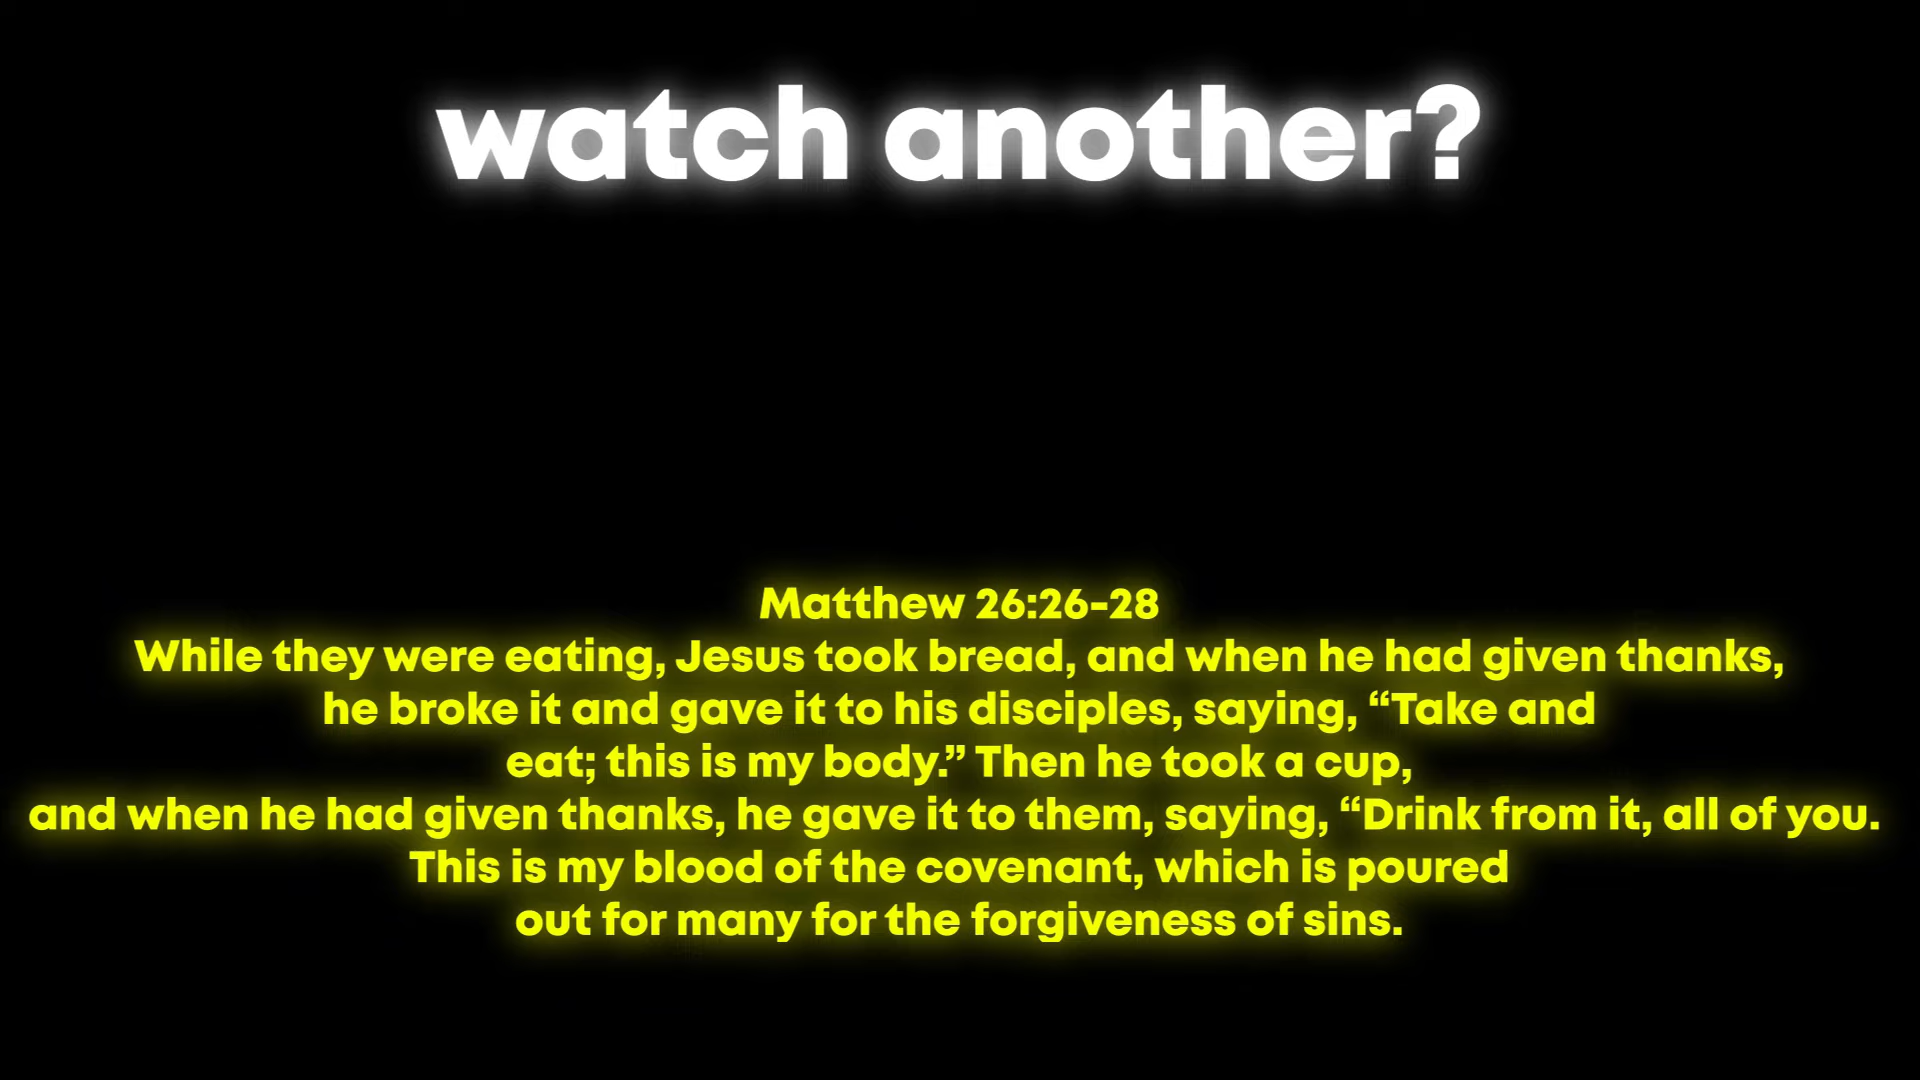 watch another?
Matthew 26:26-28
While they were eating, Jesus took bread, and when he had given thanks,
he broke it and gave it to his disciples, saying, “Take and
eat; this is my body.” Then he took a cup,
and when he had given thanks, he gave it to them, saying, “Drink from it, all of you.
This is my blood of the covenant, which is poured
out for many for the forgiveness of sins.